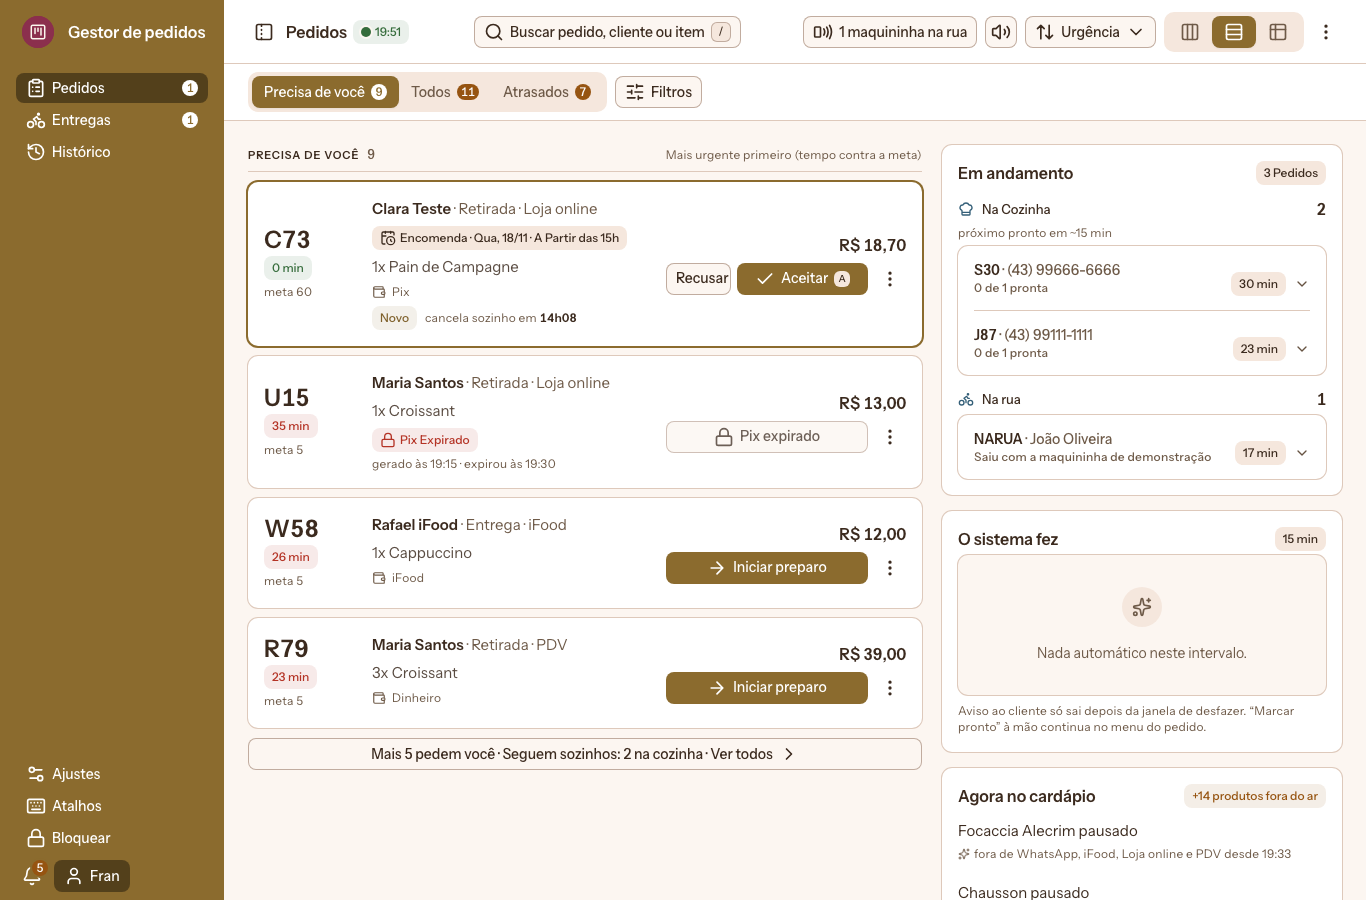 Gestor de pedidos
Pedidos 1
Entregas 1
Histórico
Ajustes
Atalhos
Bloquear
5
Fran
Pedidos 19:51
Buscar pedido, cliente ou item /
1 maquininha na rua
Urgência
Precisa de você 9
Todos 11
Atrasados 7
Filtros
PRECISA DE VOCÊ 9
Mais urgente primeiro (tempo contra a meta)
C73
0 min
meta 60
Clara Teste · Retirada · Loja online
Encomenda · Qua, 18/11 · A Partir das 15h
1x Pain de Campagne
Pix
Novo cancela sozinho em 14h08
R$ 18,70
Recusar
Aceitar A
U15
35 min
meta 5
Maria Santos · Retirada · Loja online
1x Croissant
Pix Expirado
gerado às 19:15 · expirou às 19:30
R$ 13,00
Pix expirado
W58
26 min
meta 5
Rafael iFood · Entrega · iFood
1x Cappuccino
iFood
R$ 12,00
Iniciar preparo
R79
23 min
meta 5
Maria Santos · Retirada · PDV
3x Croissant
Dinheiro
R$ 39,00
Iniciar preparo
Mais 5 pedem você · Seguem sozinhos: 2 na cozinha · Ver todos
Em andamento
3 Pedidos
Na Cozinha 2
próximo pronto em ~15 min
S30 · (43) 99666-6666
0 de 1 pronta
30 min
J87 · (43) 99111-1111
0 de 1 pronta
23 min
Na rua 1
NARUA · João Oliveira
Saiu com a maquininha de demonstração
17 min
O sistema fez
15 min
Nada automático neste intervalo.
Aviso ao cliente só sai depois da janela de desfazer. “Marcar
pronto” à mão continua no menu do pedido.
Agora no cardápio
+14 produtos fora do ar
Focaccia Alecrim pausado
fora de WhatsApp, iFood, Loja online e PDV desde 19:33
Chausson pausado